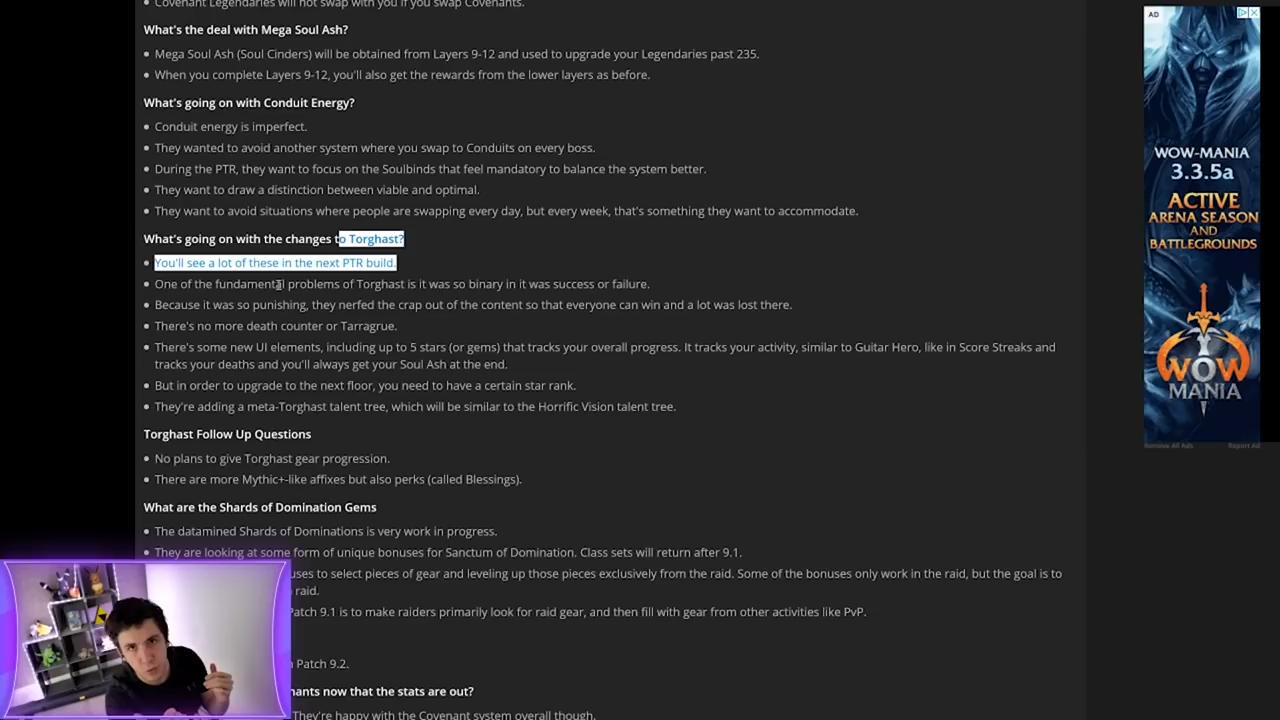 Covenant Legendaries will not swap with you if you swap Covenants.
What's the deal with Mega Soul Ash?
Mega Soul Ash (Soul Cinders) will be obtained from Layers 9-12 and used to upgrade your Legendaries past 235.
When you complete Layers 9-12, you'll also get the rewards from the lower layers as before.
What's going on with Conduit Energy?
Conduit energy is imperfect.
They wanted to avoid another system where you swap to Conduits on every boss.
During the PTR, they want to focus on the Soulbinds that feel mandatory to balance the system better.
They want to draw a distinction between viable and optimal.
They want to avoid situations where people are swapping every day, but every week, that's something they want to accommodate.
What's going on with the changes to Torghast?
You'll see a lot of these in the next PTR build.
One of the fundamental problems of Torghast is it was so binary in it was success or failure.
Because it was so punishing, they nerfed the crap out of the content so that everyone can win and a lot was lost there.
There's no more death counter or Tarragrue.
There's some new UI elements, including up to 5 stars (or gems) that tracks your overall progress. It tracks your activity, similar to Guitar Hero, like in Score Streaks and
tracks your deaths and you'll always get your Soul Ash at the end.
But in order to upgrade to the next floor, you need to have a certain star rank.
They're adding a meta-Torghast talent tree, which will be similar to the Horrific Vision talent tree.
Torghast Follow Up Questions
No plans to give Torghast gear progression.
There are more Mythic+-like affixes but also perks (called Blessings).
What are the Shards of Domination Gems
The datamined Shards of Dominations is very work in progress.
They are looking at some form of unique bonuses for Sanctum of Domination. Class sets will return after 9.1.
uses to select pieces of gear and leveling up those pieces exclusively from the raid. Some of the bonuses only work in the raid, but the goal is to
raid.
Patch 9.1 is to make raiders primarily look for raid gear, and then fill with gear from other activities like PvP.
Patch 9.2.
nants now that the stats are out?
They're happy with the Covenant system overall though.
AD
WOW-MANIA
3.3.5a
ACTIVE
ARENA SEASON
AND
BATTLEGROUNDS
WOW
MANIA
Remove All Ads
Report Ad